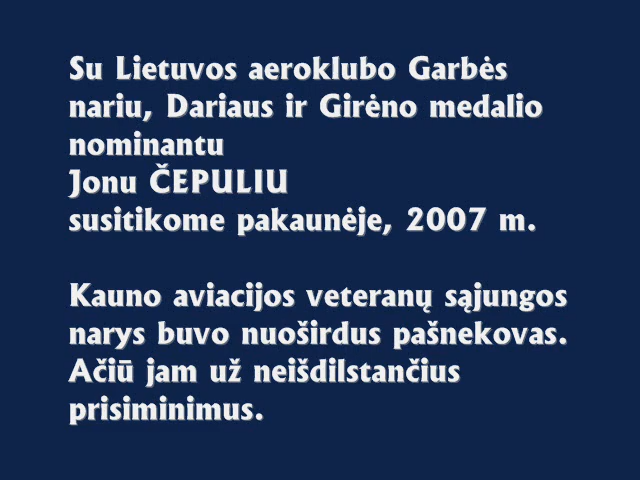 Su Lietuvos aeroklubo Garbės
nariu, Dariaus ir Girėno medalio
nominantu
Jonu ČEPULIU
susitikome pakaunėje, 2007 m.
Kauno aviacijos veteranų sąjungos
narys buvo nuoširdus pašnekovas.
Ačiū jam už neišdilstančius
prisiminimus.